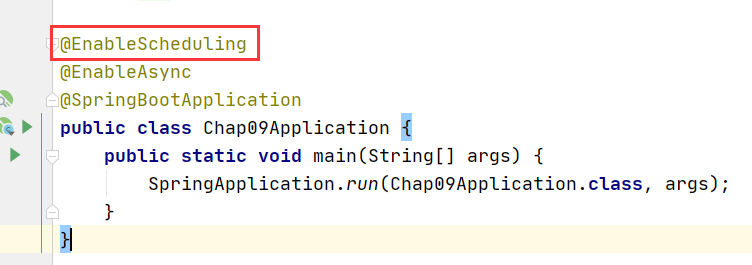 @EnableScheduling
@EnableAsync
@SpringBootApplication
public class Chap09Application {
    public static void main(String[] args) {
        SpringApplication.run(Chap09Application.class, args);
    }
}